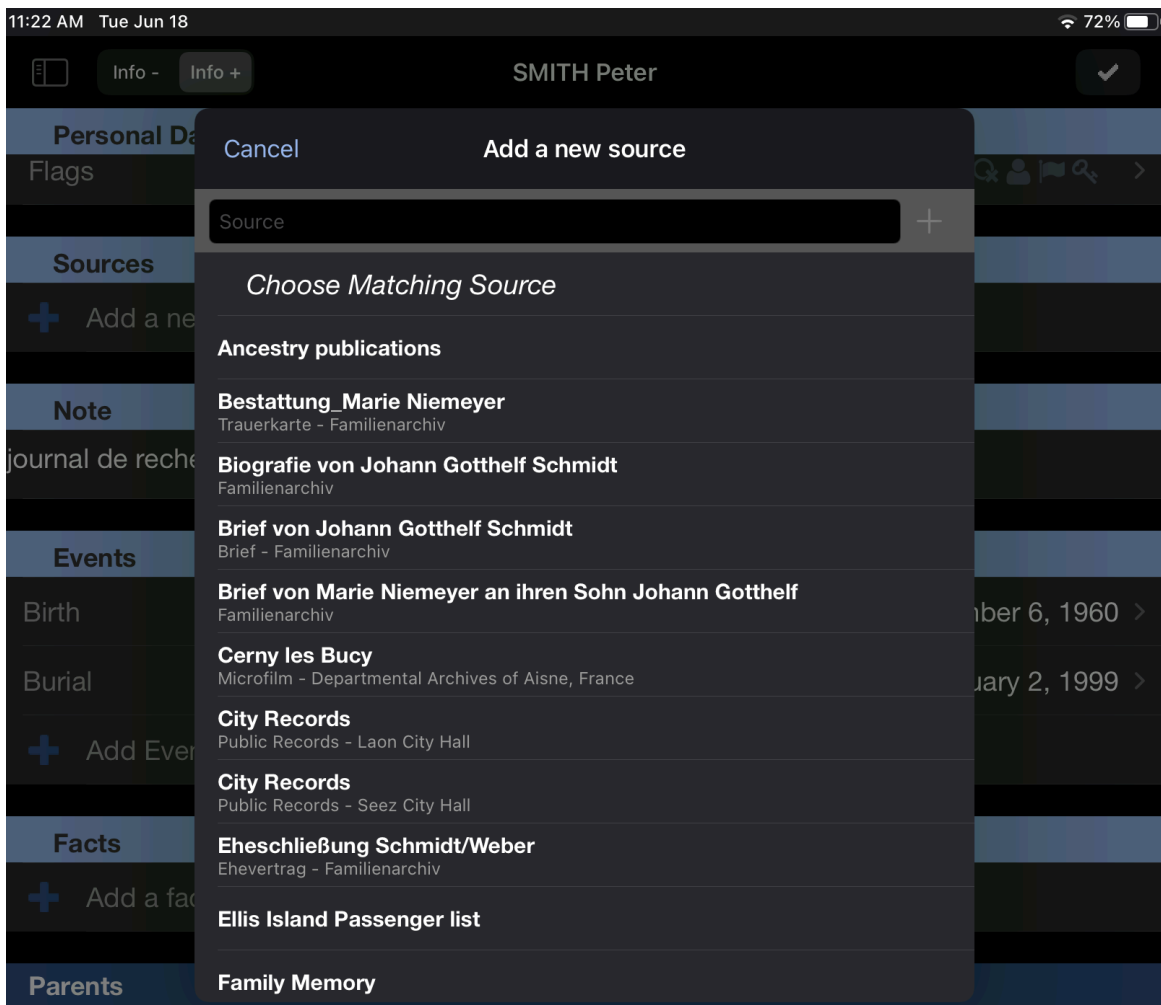 11:22 AM Tue Jun 18
72%
Info -
Info +
SMITH Peter
Personal Da
Flags
Sources
Add a ne
Note
journal de reche
Events
Birth
ber 6, 1960
Burial
uary 2, 1999
Add Even
Facts
Add a fac
Parents
Cancel
Add a new source
Source
Choose Matching Source
Ancestry publications
Bestattung_Marie Niemeyer
Trauerkarte - Familienarchiv
Biografie von Johann Gotthelf Schmidt
Familienarchiv
Brief von Johann Gotthelf Schmidt
Brief - Familienarchiv
Brief von Marie Niemeyer an ihren Sohn Johann Gotthelf
Familienarchiv
Cerny les Bucy
Microfilm - Departmental Archives of Aisne, France
City Records
Public Records - Laon City Hall
City Records
Public Records - Seez City Hall
Eheschließung Schmidt/Weber
Ehevertrag - Familienarchiv
Ellis Island Passenger list
Family Memory